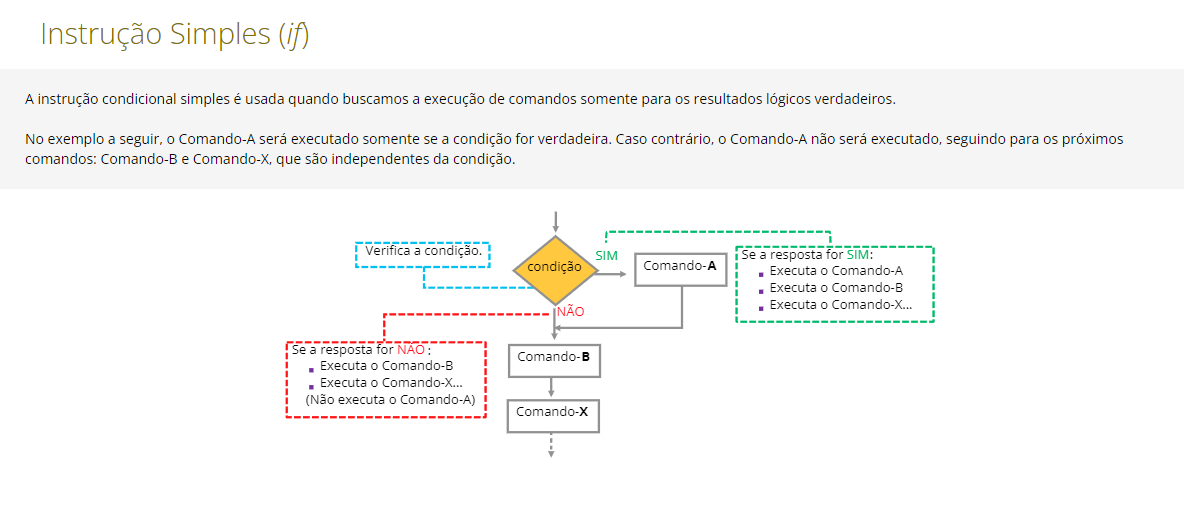 Instrução Simples (if)
A instrução condicional simples é usada quando buscamos a execução de comandos somente para os resultados lógicos verdadeiros.
No exemplo a seguir, o Comando-A será executado somente se a condição for verdadeira. Caso contrário, o Comando-A não será executado, seguindo para os próximos
comandos: Comando-B e Comando-X, que são independentes da condição.
Verifica a condição.
condição
SIM
Comando-A
Se a resposta for SIM:
Executa o Comando-A
Executa o Comando-B
Executa o Comando-X...
NÃO
Se a resposta for NÃO:
Executa o Comando-B
Executa o Comando-X...
(Não executa o Comando-A)
Comando-B
Comando-X